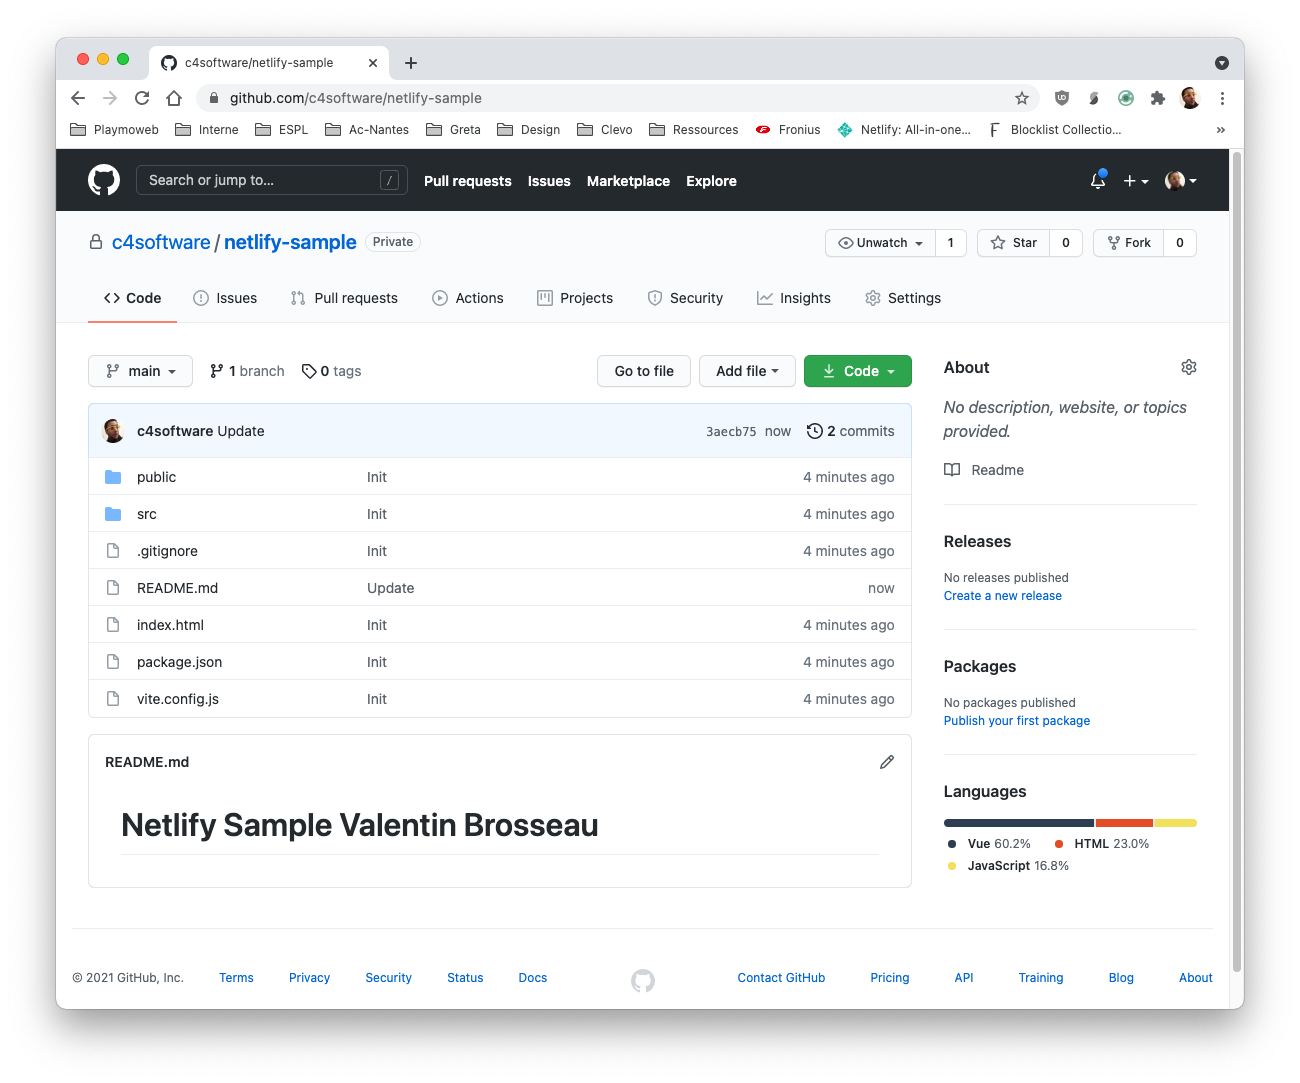 c4software/netlify-sample
github.com/c4software/netlify-sample
Playmoweb Interne ESPL Ac-Nantes Greta Design Clevo Ressources Fronius Netlify: All-in-one... Blocklist Collectio... »
Search or jump to... / Pull requests Issues Marketplace Explore
c4software / netlify-sample Private Unwatch 1 Star 0 Fork 0
Code Issues Pull requests Actions Projects Security Insights Settings
main 1 branch 0 tags Go to file Add file Code
c4software Update 3aecb75 now 2 commits
public Init 4 minutes ago
src Init 4 minutes ago
.gitignore Init 4 minutes ago
README.md Update now
index.html Init 4 minutes ago
package.json Init 4 minutes ago
vite.config.js Init 4 minutes ago
README.md
Netlify Sample Valentin Brosseau
About
No description, website, or topics
provided.
Readme
Releases
No releases published
Create a new release
Packages
No packages published
Publish your first package
Languages
Vue 60.2% HTML 23.0%
JavaScript 16.8%
© 2021 GitHub, Inc. Terms Privacy Security Status Docs Contact GitHub Pricing API Training Blog About